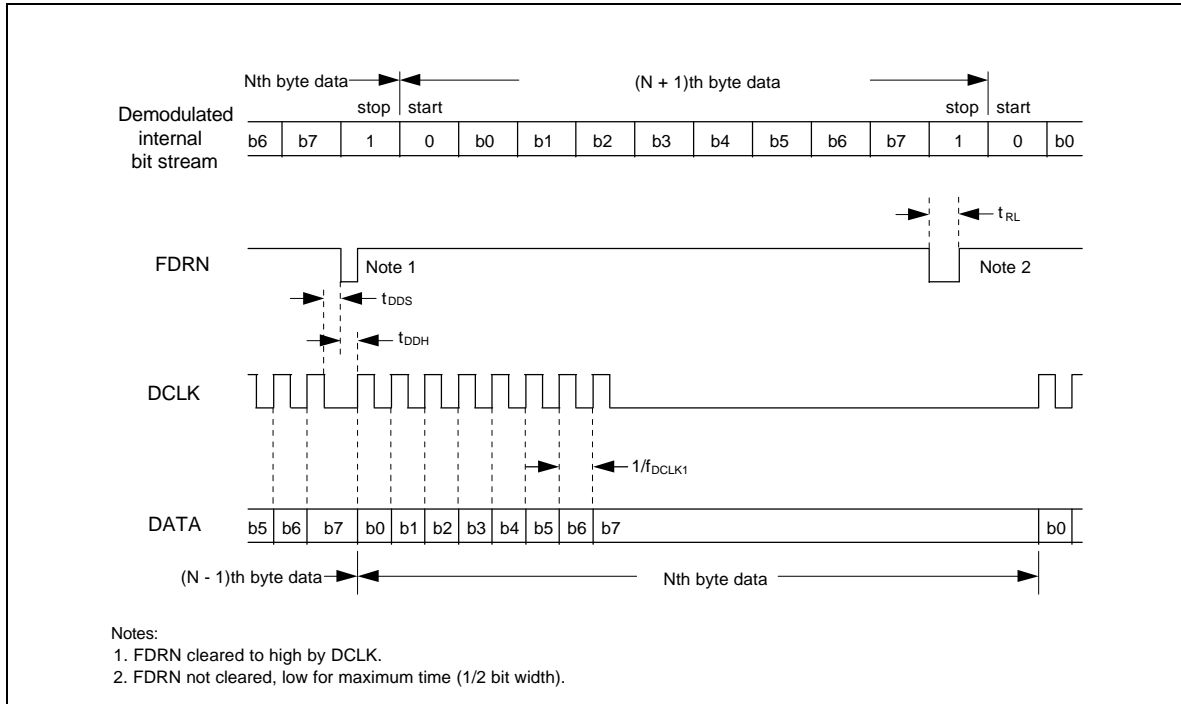 Nth byte data
(N + 1)th byte data
stop start
stop start
Demodulated
internal
bit stream
b6 b7 1 0 b0 b1 b2 b3 b4 b5 b6 b7 1 0 b0
tRL
FDRN
Note 1
Note 2
tDDS
tDDH
DCLK
1/fDCLK1
DATA
b5 b6 b7 b0 b1 b2 b3 b4 b5 b6 b7 b0
(N - 1)th byte data
Nth byte data
Notes:
1. FDRN cleared to high by DCLK.
2. FDRN not cleared, low for maximum time (1/2 bit width).